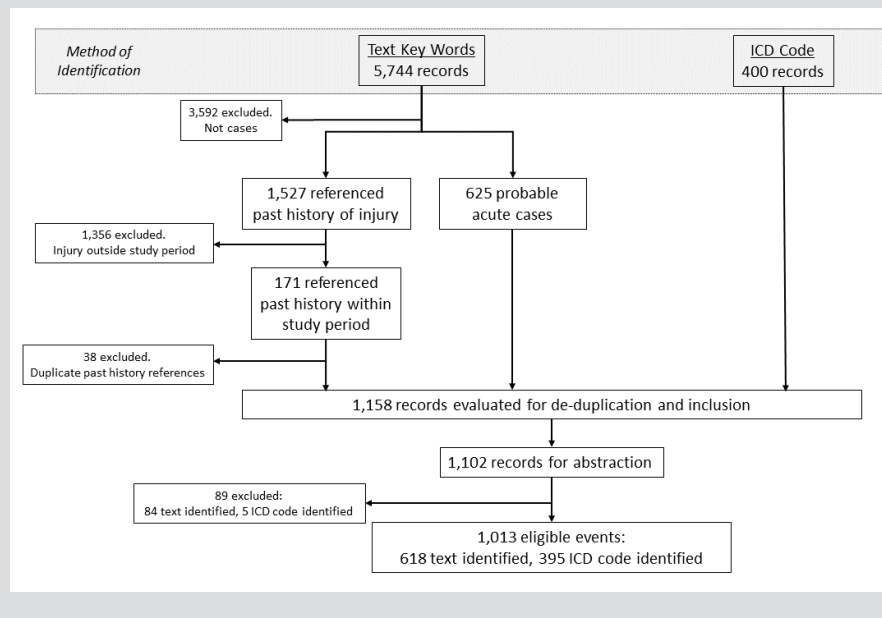 Method of
Identification
Text Key Words
5,744 records
ICD Code
400 records
3,592 excluded.
Not cases
1,527 referenced
past history of injury
625 probable
acute cases
1,356 excluded.
Injury outside study period
171 referenced
past history within
study period
38 excluded.
Duplicate past history references
1,158 records evaluated for de-duplication and inclusion
1,102 records for abstraction
89 excluded:
84 text identified, 5 ICD code identified
1,013 eligible events:
618 text identified, 395 ICD code identified